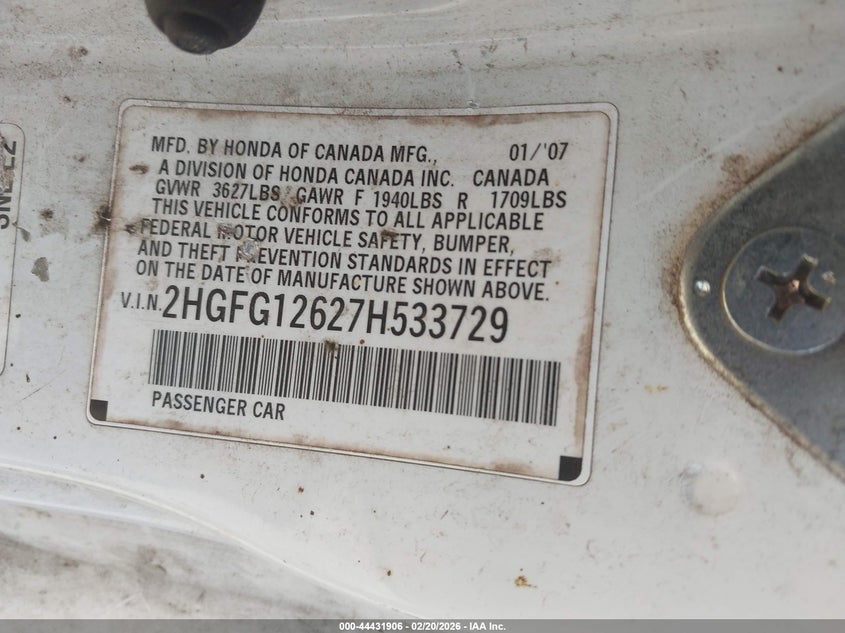 MFD. BY HONDA OF CANADA MFG., 01/'07
A DIVISION OF HONDA CANADA INC. CANADA
GVWR 3627LBS GAWR F 1940LBS R 1709LBS
THIS VEHICLE CONFORMS TO ALL APPLICABLE
FEDERAL MOTOR VEHICLE SAFETY, BUMPER,
AND THEFT PREVENTION STANDARDS IN EFFECT
ON THE DATE OF MANUFACTURE SHOWN ABOVE.
V.I.N. 2HGFG12627H533729
PASSENGER CAR
000-44431906 - 02/20/2026 - IAA Inc.